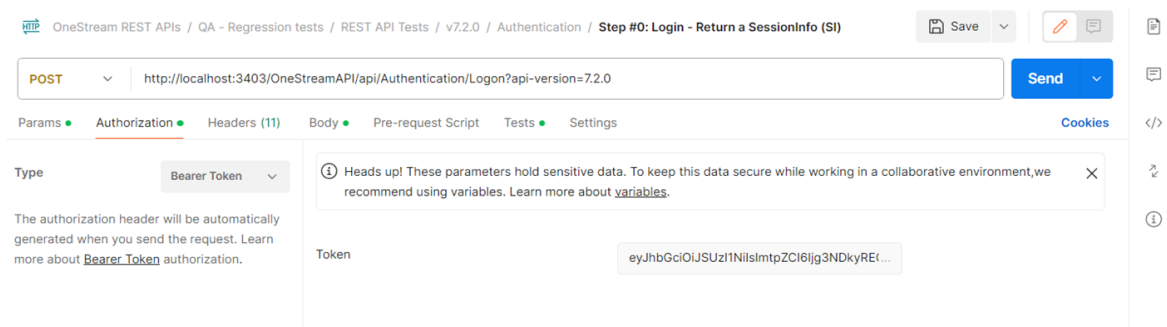 HTTP OneStream REST APIs / QA - Regression tests / REST API Tests / v7.2.0 / Authentication / Step #0: Login - Return a SessionInfo (SI) Save
POST http://localhost:3403/OneStreamAPI/api/Authentication/Logon?api-version=7.2.0 Send
Params Authorization Headers (11) Body Pre-request Script Tests Settings Cookies
Type Bearer Token
The authorization header will be automatically
generated when you send the request. Learn
more about Bearer Token authorization.
Heads up! These parameters hold sensitive data. To keep this data secure while working in a collaborative environment,we
recommend using variables. Learn more about variables.
Token eyJhbGciOiJSUzI1NiIsImtpZCI6Ijg3NDkyRE(...